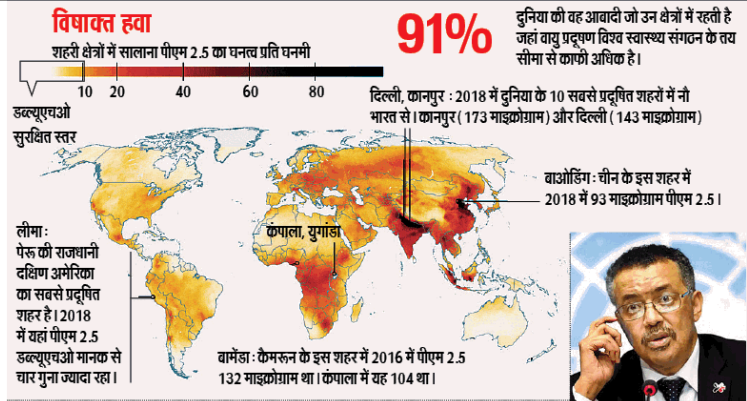 विषाक्त हवा
शहरी क्षेत्रों में सालाना पीएम 2.5 का घनत्व प्रति घनमी
10 20 40 60 80
डब्ल्यूएचओ
सुरक्षित स्तर
91%
दुनिया की वह आबादी जो उन क्षेत्रों में रहती है
जहां वायु प्रदूषण विश्व स्वास्थ्य संगठन के तय
सीमा से काफी अधिक है।
दिल्ली, कानपुर : 2018 में दुनिया के 10 सबसे प्रदूषित शहरों में नौ
भारत से। कानपुर ( 173 माइक्रोग्राम ) और दिल्ली ( 143 माइक्रोग्राम )
बाओडिंग : चीन के इस शहर में
2018 में 93 माइक्रोग्राम पीएम 2.5 ।
कंपाला, युगांडा
लीमा :
पेरू की राजधानी
दक्षिण अमेरिका
का सबसे प्रदूषित
शहर है। 2018
में यहां पीएम 2.5
डब्ल्यूएचओ मानक से
चार गुना ज्यादा रहा।
बामेंडा : कैमरून के इस शहर में 2016 में पीएम 2.5
132 माइक्रोग्राम था। कंपाला में यह 104 था।